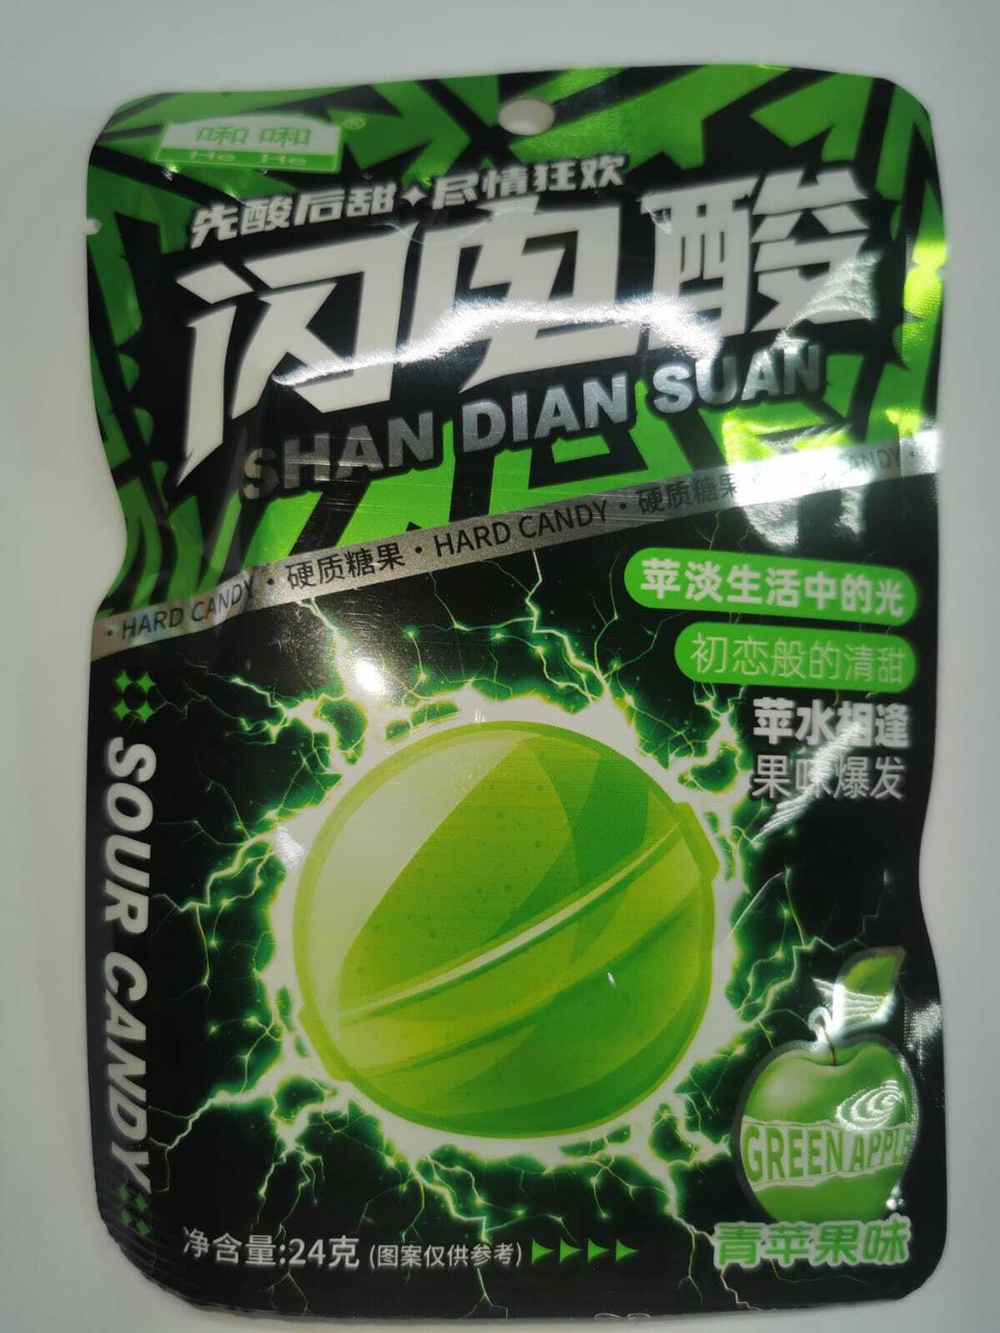 啝啝®
He He
先酸后甜✦尽情狂欢
闪电酸
SHAN DIAN SUAN
· HARD CANDY · 硬质糖果 · HARD CANDY · 硬质糖果
苹淡生活中的光
初恋般的清甜
苹水相逢
果味爆发
SOUR CANDY
GREEN APPLE
青苹果味
净含量:24克 (图案仅供参考)